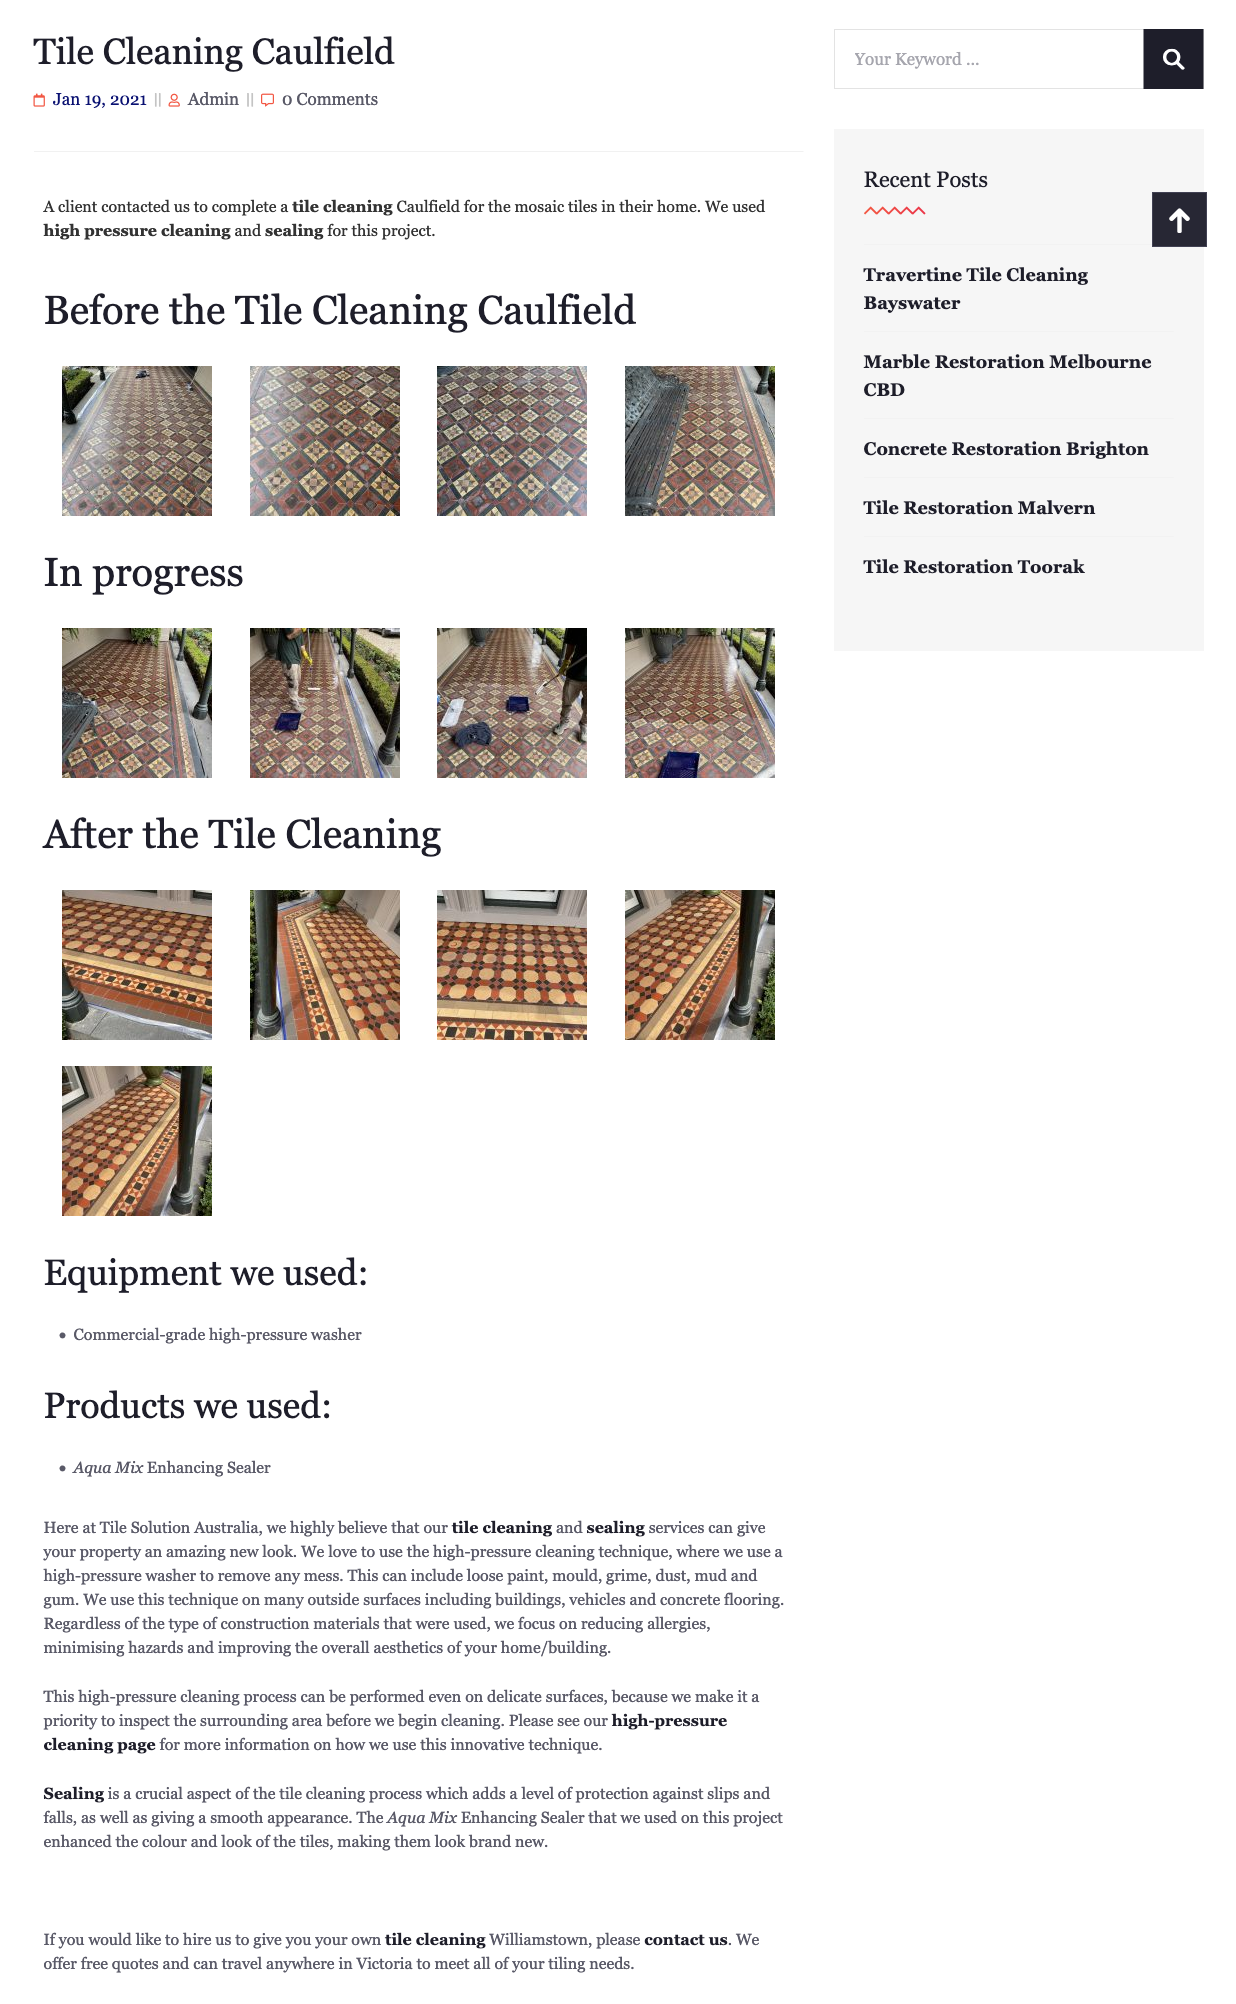 Tile Cleaning Caulfield
Jan 19, 2021 || Admin || 0 Comments
A client contacted us to complete a tile cleaning Caulfield for the mosaic tiles in their home. We used
high pressure cleaning and sealing for this project.
Before the Tile Cleaning Caulfield
In progress
After the Tile Cleaning
Equipment we used:
• Commercial-grade high-pressure washer
Products we used:
• Aqua Mix Enhancing Sealer
Here at Tile Solution Australia, we highly believe that our tile cleaning and sealing services can give
your property an amazing new look. We love to use the high-pressure cleaning technique, where we use a
high-pressure washer to remove any mess. This can include loose paint, mould, grime, dust, mud and
gum. We use this technique on many outside surfaces including buildings, vehicles and concrete flooring.
Regardless of the type of construction materials that were used, we focus on reducing allergies,
minimising hazards and improving the overall aesthetics of your home/building.
This high-pressure cleaning process can be performed even on delicate surfaces, because we make it a
priority to inspect the surrounding area before we begin cleaning. Please see our high-pressure
cleaning page for more information on how we use this innovative technique.
Sealing is a crucial aspect of the tile cleaning process which adds a level of protection against slips and
falls, as well as giving a smooth appearance. The Aqua Mix Enhancing Sealer that we used on this project
enhanced the colour and look of the tiles, making them look brand new.
If you would like to hire us to give you your own tile cleaning Williamstown, please contact us. We
offer free quotes and can travel anywhere in Victoria to meet all of your tiling needs.
Your Keyword ...
Recent Posts
Travertine Tile Cleaning
Bayswater
Marble Restoration Melbourne
CBD
Concrete Restoration Brighton
Tile Restoration Malvern
Tile Restoration Toorak